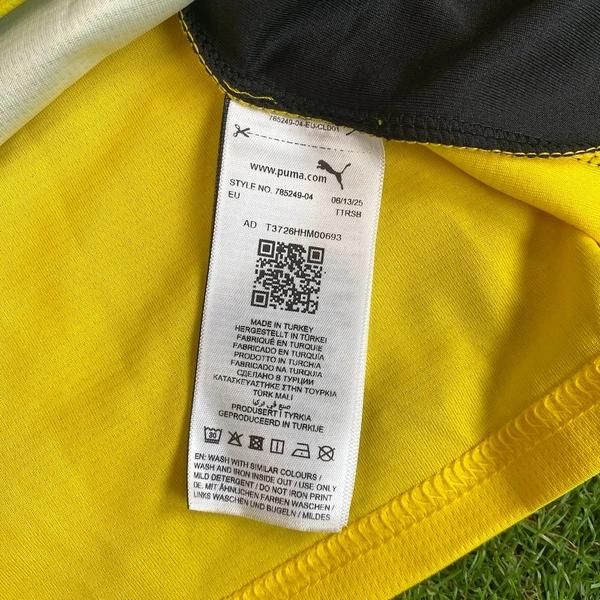 785249-04-EU-CLD01
www.puma.com
STYLE NO. 785249-04 06/13/25
EU TTRSB
AD T3726HHM00693
MADE IN TURKEY
HERGESTELLT IN TÜRKEI
FABRIQUÉ EN TURQUIE
FABRICADO EN TURQUÍA
PRODOTTO IN TURCHIA
FABRICADO NA TURQUIA
СДЕЛАНО В ТУРЦИИ
ΚΑΤΑΣΚΕΥΑΣΤΗΚΕ ΣΤΗΝ ΤΟΥΡΚΙΑ
TÜRK MALI
صنع في تركيا
PRODUSERT I TYRKIA
GEPRODUCEERD IN TURKIJE
30
EN: WASH WITH SIMILAR COLOURS /
WASH AND IRON INSIDE OUT / USE ONLY
MILD DETERGENT / DO NOT IRON PRINT
DE: MIT ÄHNLICHEN FARBEN WASCHEN /
LINKS WASCHEN UND BÜGELN / MILDES